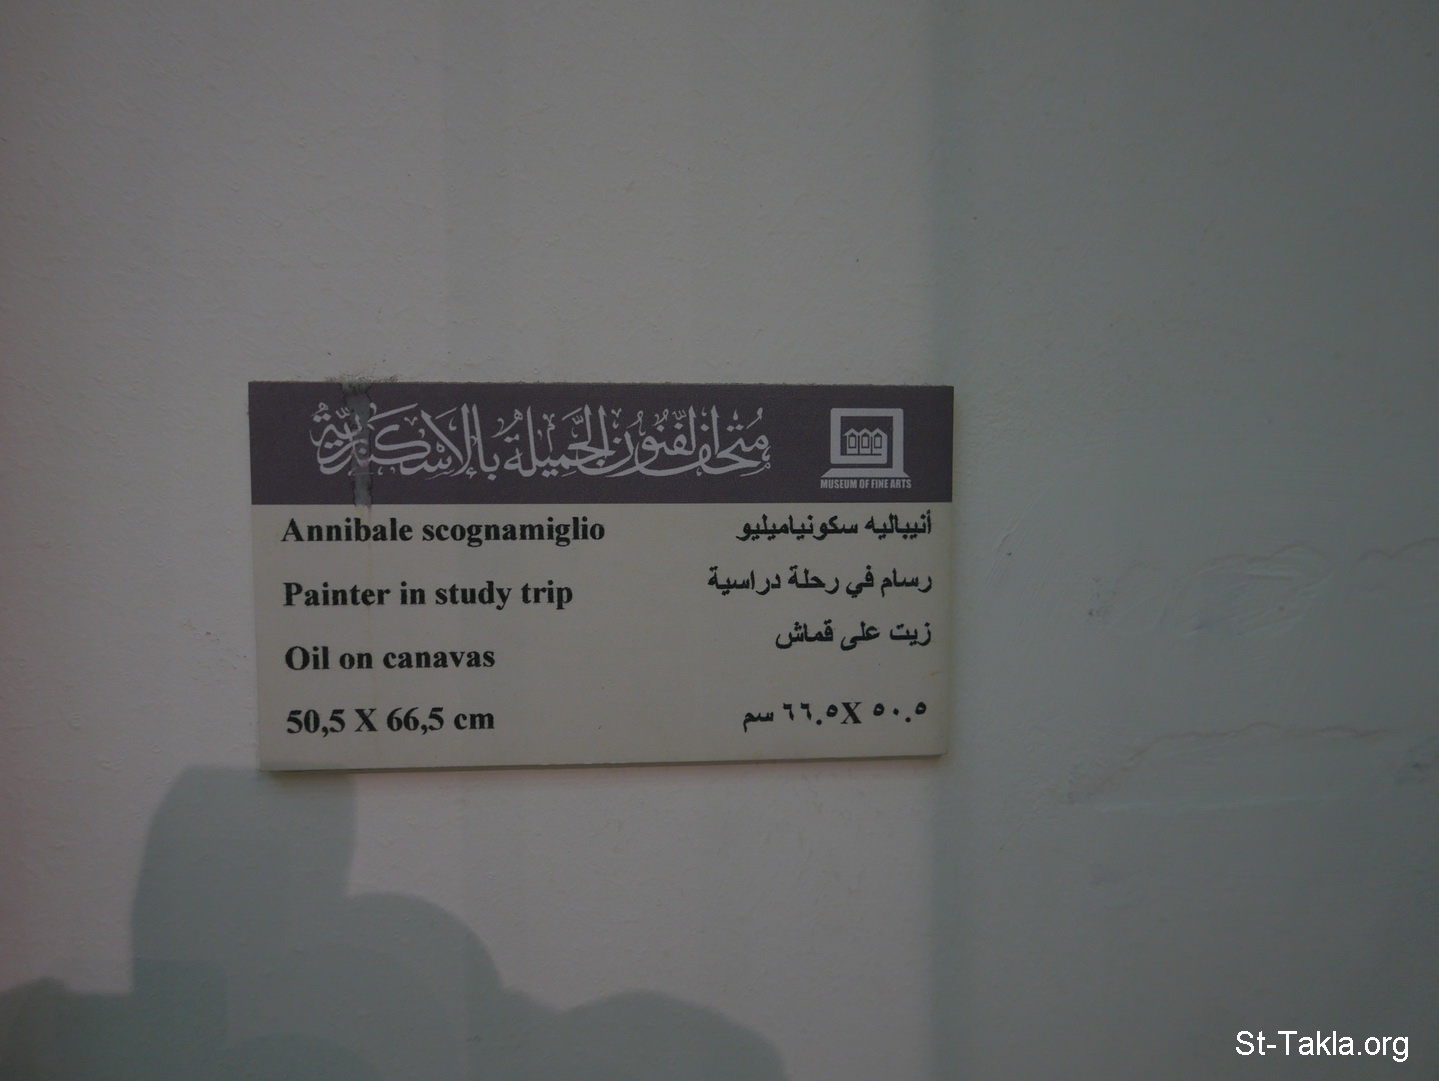 متحف الفنون الجميلة بالإسكندرية
MUSEUM OF FINE ARTS
Annibale scognamiglio
Painter in study trip
Oil on canavas
50,5 X 66,5 cm
أنيباليه سكونياميليو
رسام في رحلة دراسية
زيت على قماش
٥٠.٥ X٦٦.٥ سم
St-Takla.org